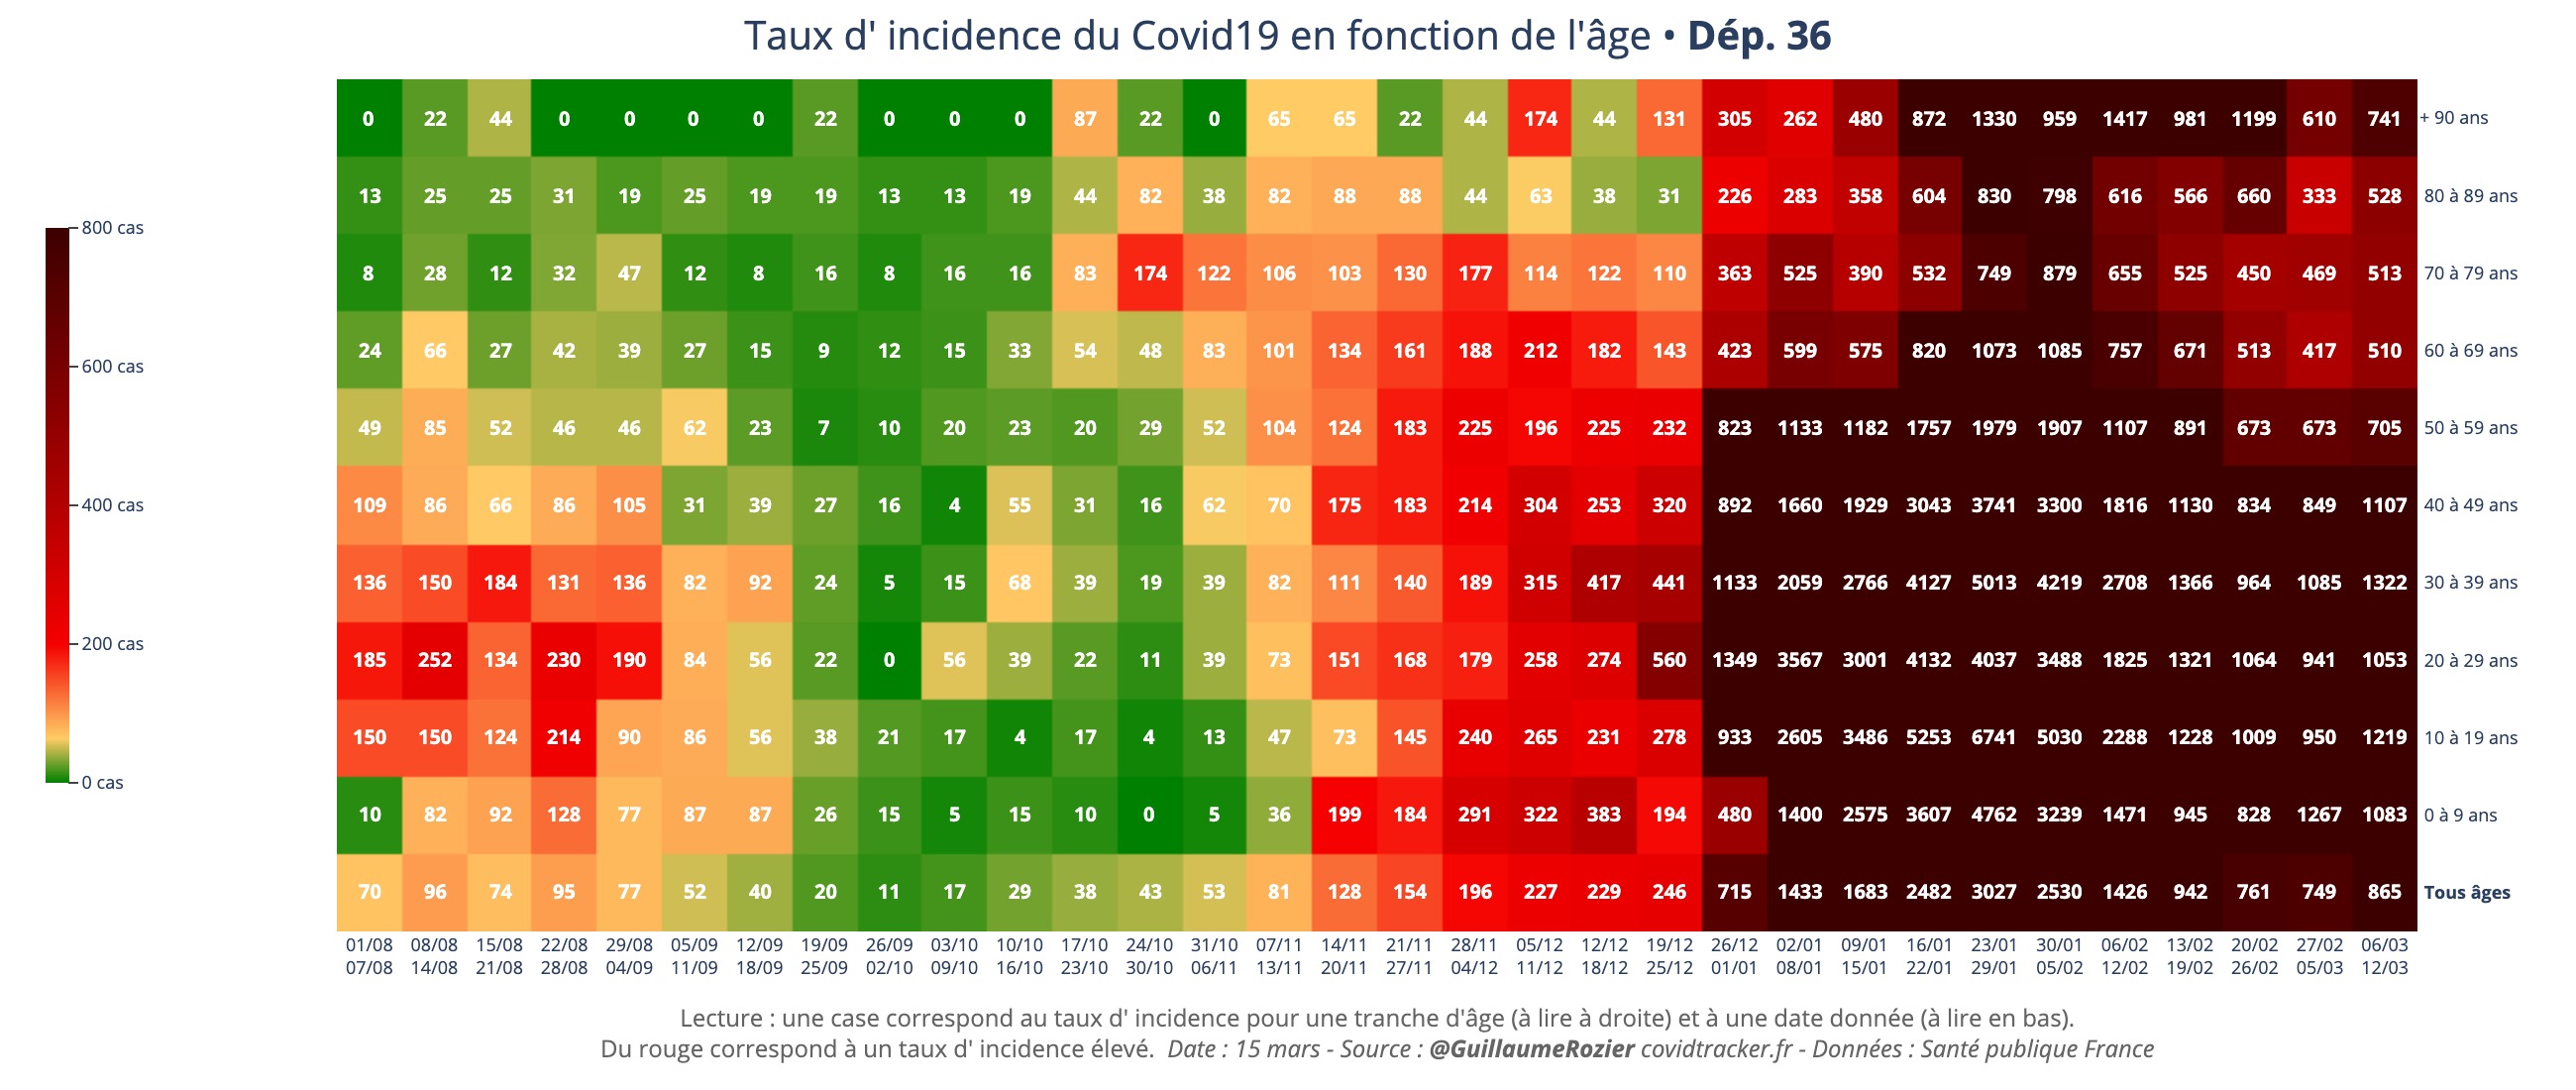 Taux d' incidence du Covid19 en fonction de l'âge • Dép. 36
800 cas
600 cas
400 cas
200 cas
0 cas
0 22 44 0 0 0 0 22 0 0 0 87 22 0 65 65 22 44 174 44 131 305 262 480 872 1330 959 1417 981 1199 610 741 + 90 ans
13 25 25 31 19 25 19 19 13 13 19 44 82 38 82 88 88 44 63 38 31 226 283 358 604 830 798 616 566 660 333 528 80 à 89 ans
8 28 12 32 47 12 8 16 8 16 16 83 174 122 106 103 130 177 114 122 110 363 525 390 532 749 879 655 525 450 469 513 70 à 79 ans
24 66 27 42 39 27 15 9 12 15 33 54 48 83 101 134 161 188 212 182 143 423 599 575 820 1073 1085 757 671 513 417 510 60 à 69 ans
49 85 52 46 46 62 23 7 10 20 23 20 29 52 104 124 183 225 196 225 232 823 1133 1182 1757 1979 1907 1107 891 673 673 705 50 à 59 ans
109 86 66 86 105 31 39 27 16 4 55 31 16 62 70 175 183 214 304 253 320 892 1660 1929 3043 3741 3300 1816 1130 834 849 1107 40 à 49 ans
136 150 184 131 136 82 92 24 5 15 68 39 19 39 82 111 140 189 315 417 441 1133 2059 2766 4127 5013 4219 2708 1366 964 1085 1322 30 à 39 ans
185 252 134 230 190 84 56 22 0 56 39 22 11 39 73 151 168 179 258 274 560 1349 3567 3001 4132 4037 3488 1825 1321 1064 941 1053 20 à 29 ans
150 150 124 214 90 86 56 38 21 17 4 17 4 13 47 73 145 240 265 231 278 933 2605 3486 5253 6741 5030 2288 1228 1009 950 1219 10 à 19 ans
10 82 92 128 77 87 87 26 15 5 15 10 0 5 36 199 184 291 322 383 194 480 1400 2575 3607 4762 3239 1471 945 828 1267 1083 0 à 9 ans
70 96 74 95 77 52 40 20 11 17 29 38 43 53 81 128 154 196 227 229 246 715 1433 1683 2482 3027 2530 1426 942 761 749 865 Tous âges
01/08 08/08 15/08 22/08 29/08 05/09 12/09 19/09 26/09 03/10 10/10 17/10 24/10 31/10 07/11 14/11 21/11 28/11 05/12 12/12 19/12 26/12 02/01 09/01 16/01 23/01 30/01 06/02 13/02 20/02 27/02 06/03
07/08 14/08 21/08 28/08 04/09 11/09 18/09 25/09 02/10 09/10 16/10 23/10 30/10 06/11 13/11 20/11 27/11 04/12 11/12 18/12 25/12 01/01 08/01 15/01 22/01 29/01 05/02 12/02 19/02 26/02 05/03 12/03
Lecture : une case correspond au taux d' incidence pour une tranche d'âge (à lire à droite) et à une date donnée (à lire en bas).
Du rouge correspond à un taux d' incidence élevé. Date : 15 mars - Source : @GuillaumeRozier covidtracker.fr - Données : Santé publique France